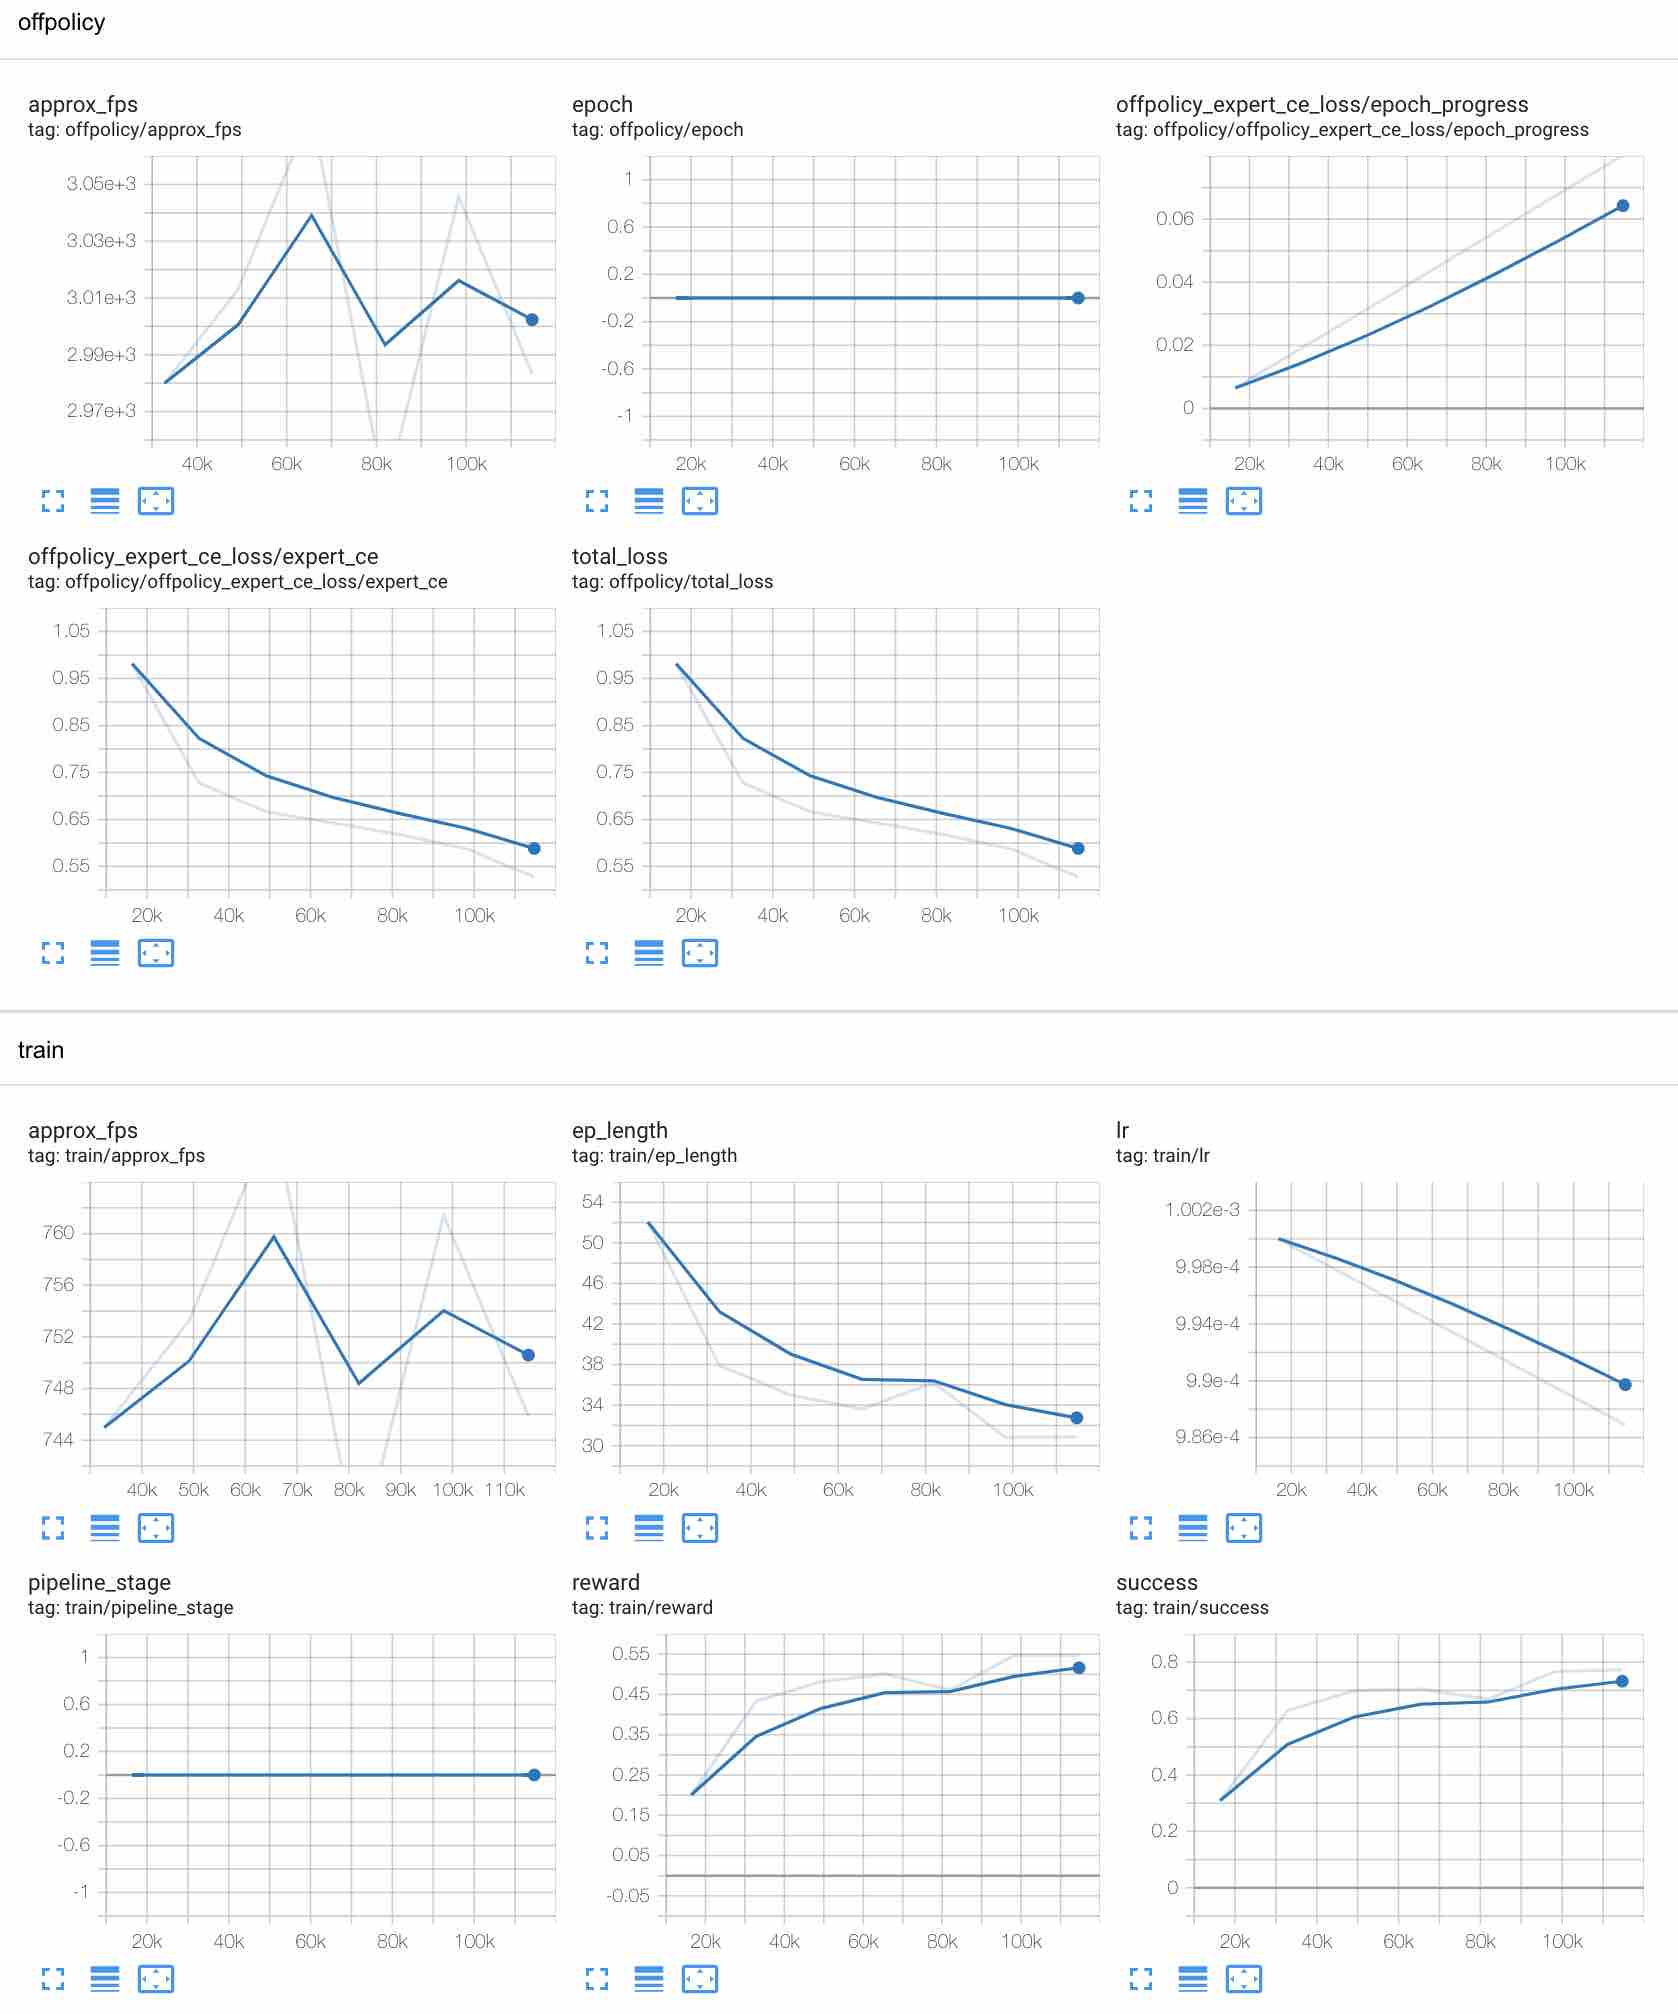 offpolicy
approx_fps
tag: offpolicy/approx_fps
3.05e+3
3.03e+3
3.01e+3
2.99e+3
2.97e+3
40k 60k 80k 100k
epoch
tag: offpolicy/epoch
1
0.6
0.2
-0.2
-0.6
-1
20k 40k 60k 80k 100k
offpolicy_expert_ce_loss/epoch_progress
tag: offpolicy/offpolicy_expert_ce_loss/epoch_progress
0.06
0.04
0.02
0
20k 40k 60k 80k 100k
offpolicy_expert_ce_loss/expert_ce
tag: offpolicy/offpolicy_expert_ce_loss/expert_ce
1.05
0.95
0.85
0.75
0.65
0.55
20k 40k 60k 80k 100k
total_loss
tag: offpolicy/total_loss
1.05
0.95
0.85
0.75
0.65
0.55
20k 40k 60k 80k 100k
train
approx_fps
tag: train/approx_fps
760
756
752
748
744
40k 50k 60k 70k 80k 90k 100k 110k
ep_length
tag: train/ep_length
54
50
46
42
38
34
30
20k 40k 60k 80k 100k
lr
tag: train/lr
1.002e-3
9.98e-4
9.94e-4
9.9e-4
9.86e-4
20k 40k 60k 80k 100k
pipeline_stage
tag: train/pipeline_stage
1
0.6
0.2
-0.2
-0.6
-1
20k 40k 60k 80k 100k
reward
tag: train/reward
0.55
0.45
0.35
0.25
0.15
0.05
-0.05
20k 40k 60k 80k 100k
success
tag: train/success
0.8
0.6
0.4
0.2
0
20k 40k 60k 80k 100k